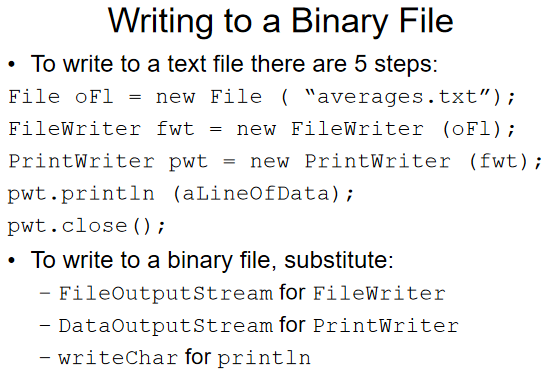 Writing to a Binary File
• To write to a text file there are 5 steps:
File oFl = new File ( “averages.txt”);
FileWriter fwt = new FileWriter (oFl);
PrintWriter pwt = new PrintWriter (fwt);
pwt.println (aLineOfData);
pwt.close();
• To write to a binary file, substitute:
– FileOutputStream for FileWriter
– DataOutputStream for PrintWriter
– writeChar for println